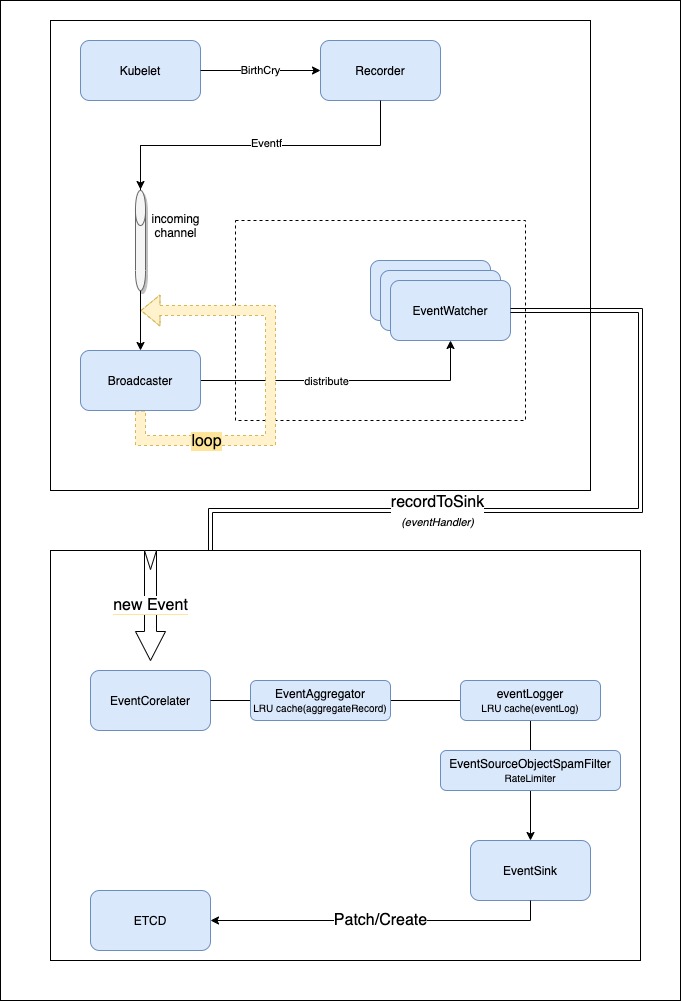 Kubelet
BirthCry
Recorder
Eventf
incoming
channel
EventWatcher
Broadcaster
distribute
loop
recordToSink
(eventHandler)
new Event
EventCorelater
EventAggregator
LRU cache(aggregateRecord)
eventLogger
LRU cache(eventLog)
EventSourceObjectSpamFilter
RateLimiter
EventSink
ETCD
Patch/Create